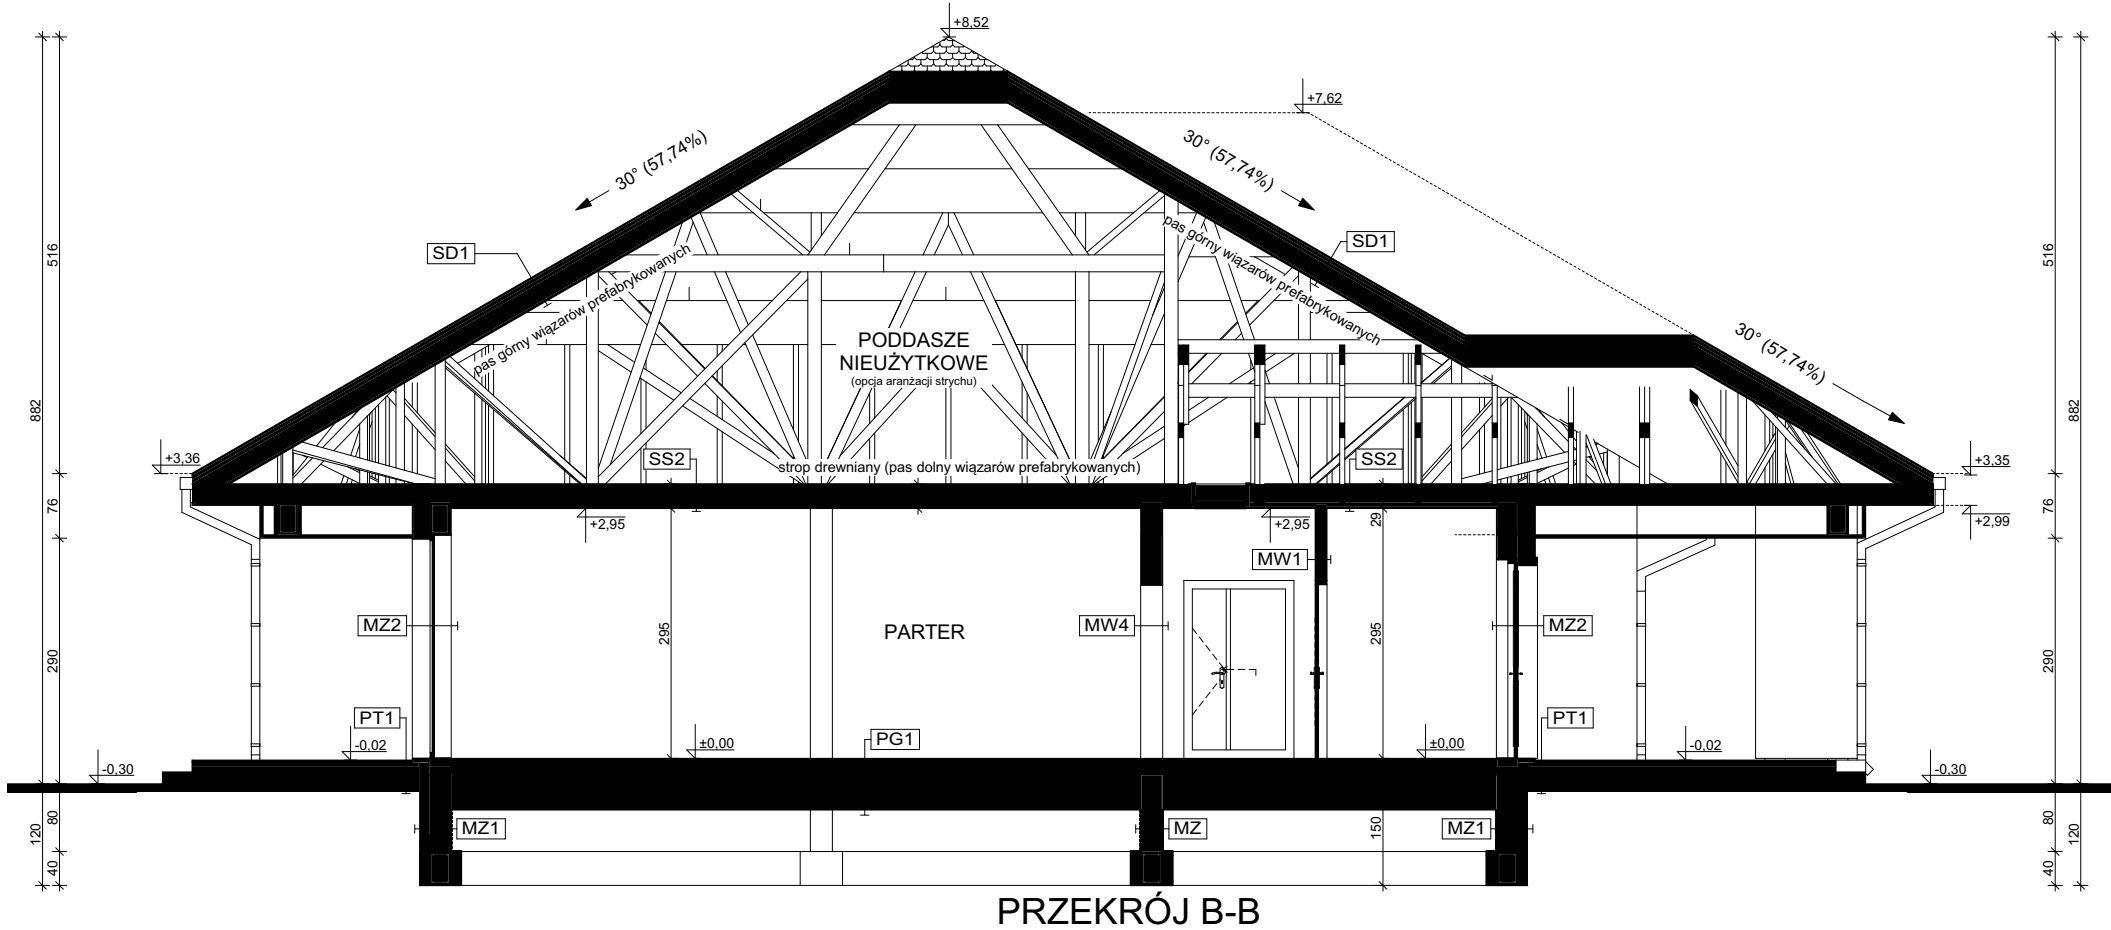 +8,52
+7,62
30° (57,74%)
30° (57,74%)
30° (57,74%)
SD1
SD1
pas górny wiązarów prefabrykowanych
pas górny wiązarów prefabrykowanych
PODDASZE
NIEUŻYTKOWE
(opcja aranżacji strychu)
516
516
882
882
+3,36
+3,35
SS2
strop drewniany (pas dolny wiązarów prefabrykowanych)
SS2
76
76
+2,95
+2,95
29
+2,99
MW1
MZ2
295
PARTER
MW4
295
MZ2
290
290
PT1
-0,02
±0,00
PG1
±0,00
PT1
-0,02
-0,30
-0,30
120
80
MZ1
MZ
150
MZ1
80
120
40
40
PRZEKRÓJ B-B